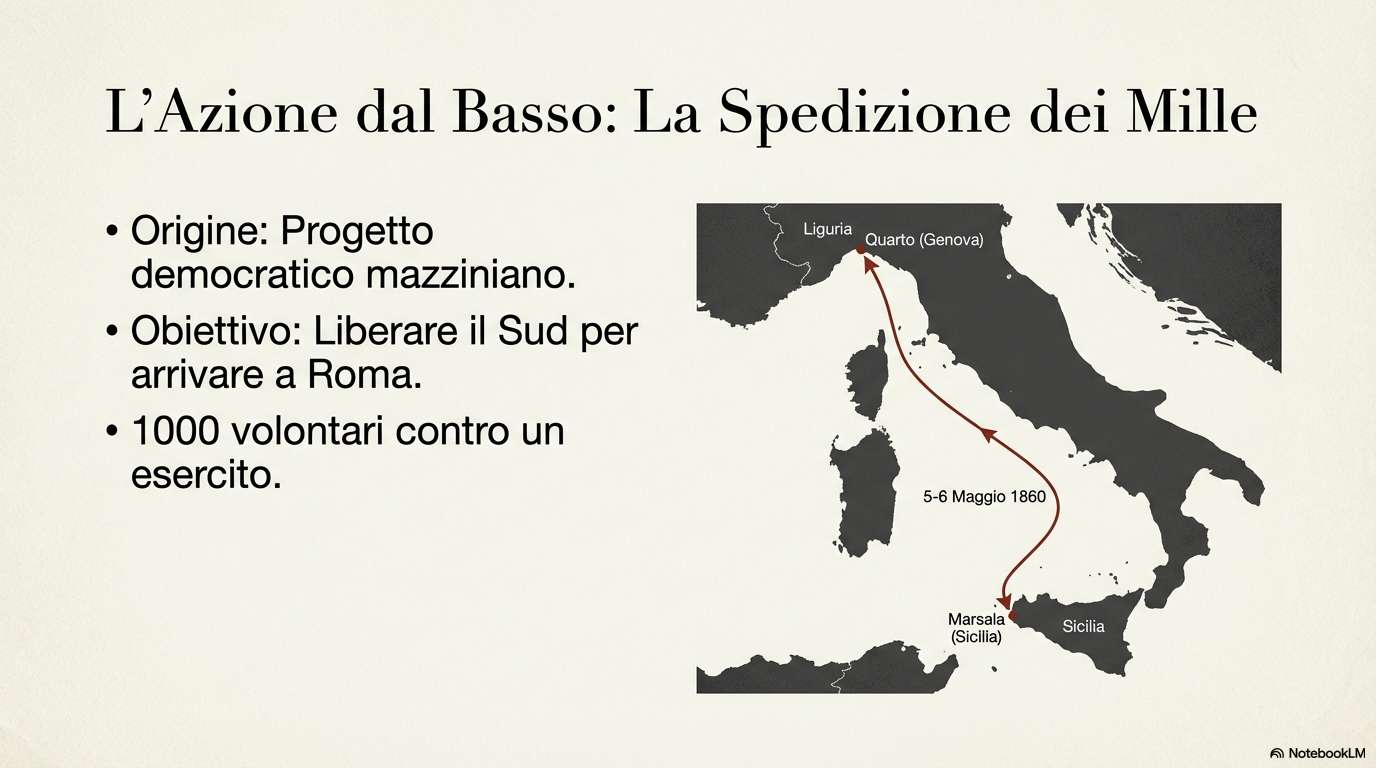 L’Azione dal Basso: La Spedizione dei Mille
• Origine: Progetto
democratico mazziniano.
• Obiettivo: Liberare il Sud per
arrivare a Roma.
• 1000 volontari contro un
esercito.
Liguria
Quarto (Genova)
5-6 Maggio 1860
Marsala
(Sicilia)
Sicilia
NotebookLM